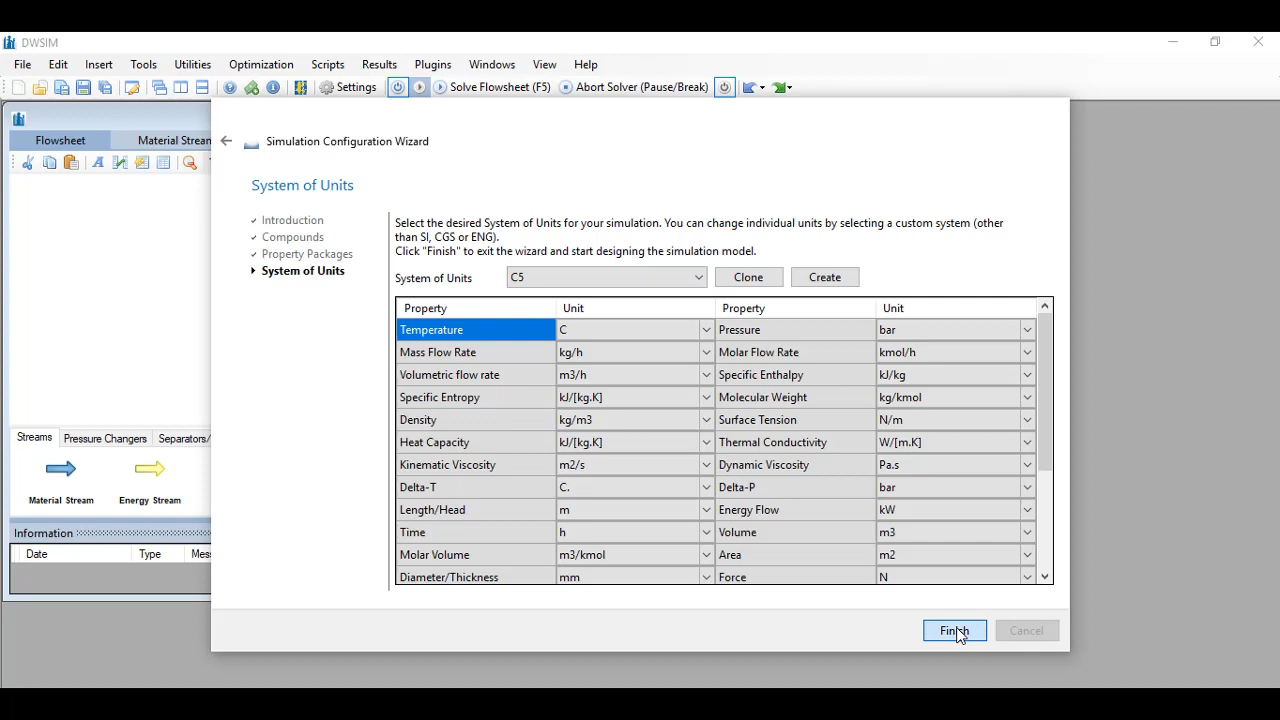 DWSIM
File Edit Insert Tools Utilities Optimization Scripts Results Plugins Windows View Help
Settings Solve Flowsheet (F5) Abort Solver (Pause/Break)
Flowsheet Material Stream
Simulation Configuration Wizard
System of Units
Introduction
Compounds
Property Packages
System of Units
Select the desired System of Units for your simulation. You can change individual units by selecting a custom system (other
than SI, CGS or ENG).
Click "Finish" to exit the wizard and start designing the simulation model.
System of Units C5 Clone Create
Property Unit Property Unit
Temperature C Pressure bar
Mass Flow Rate kg/h Molar Flow Rate kmol/h
Volumetric flow rate m3/h Specific Enthalpy kJ/kg
Specific Entropy kJ/[kg.K] Molecular Weight kg/kmol
Density kg/m3 Surface Tension N/m
Heat Capacity kJ/[kg.K] Thermal Conductivity W/[m.K]
Kinematic Viscosity m2/s Dynamic Viscosity Pa.s
Delta-T C. Delta-P bar
Length/Head m Energy Flow kW
Time h Volume m3
Molar Volume m3/kmol Area m2
Diameter/Thickness mm Force N
Streams Pressure Changers Separators/
Material Stream Energy Stream
Information
Date Type Mess
Finish Cancel